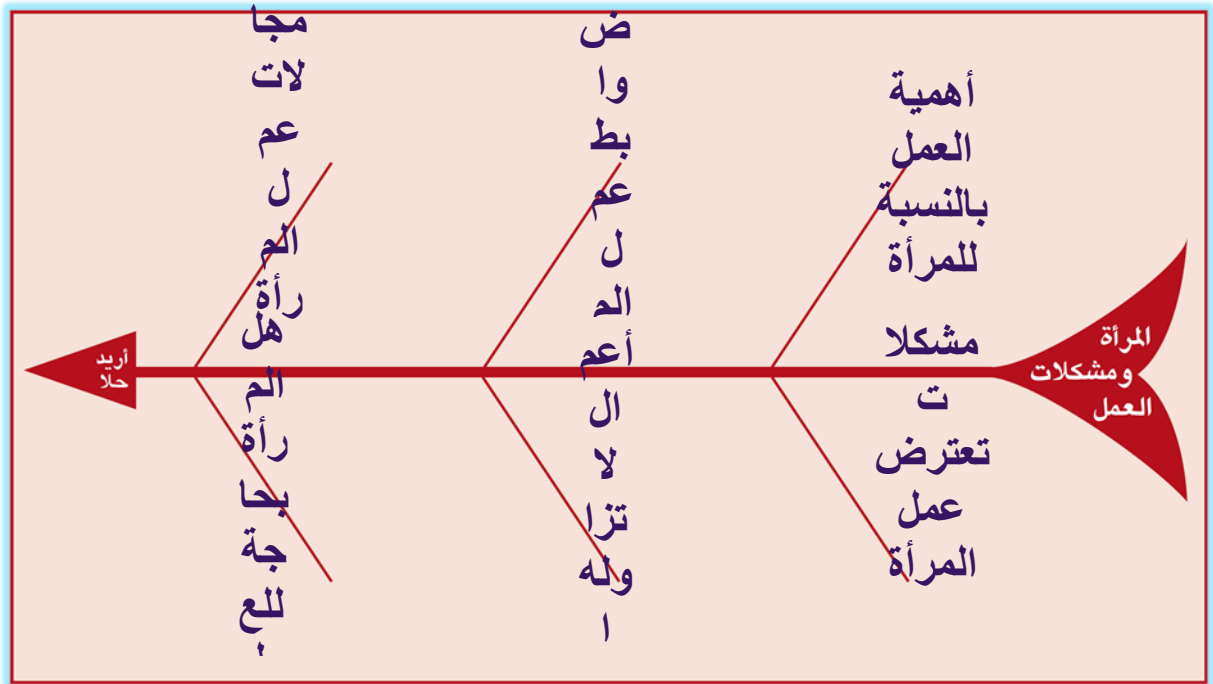 المرأة
ومشكلات
العمل
أهمية
العمل
بالنسبة
للمرأة
مشكلا
ت
تعترض
عمل
المرأة
ض
وا
بط
عم
ل
الم
أعم
ال
لا
تزا
وله
ا
مجا
لات
عم
ل
الم
رأة
هل
الم
رأة
بحا
جة
للع
أريد
حلا